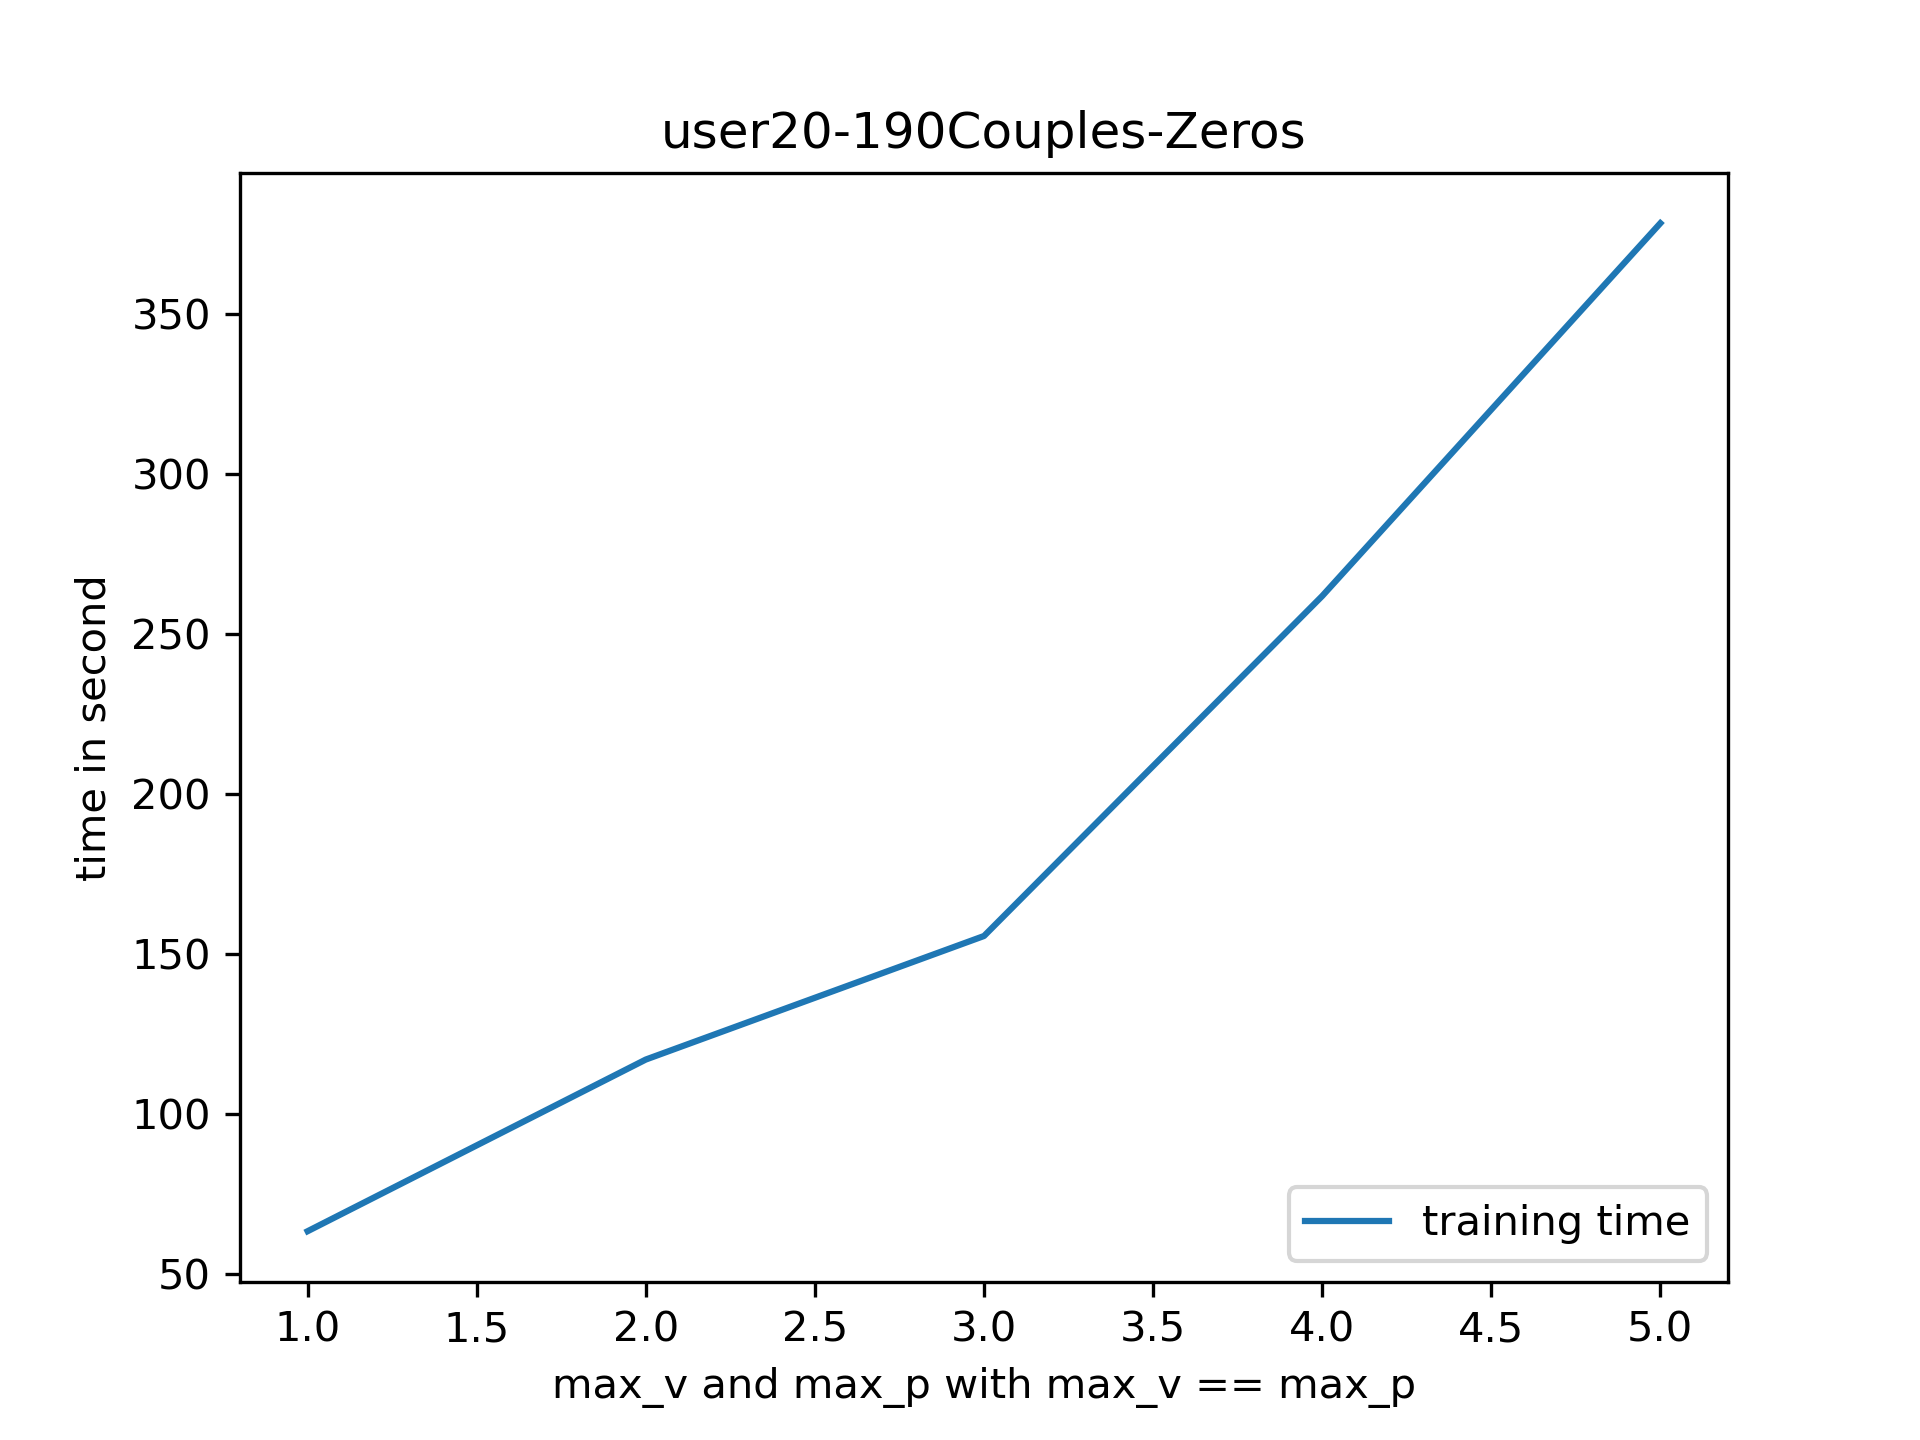 user20-190Couples-Zeros
350
300
250
200
150
100
50
time in second
training time
1.0 1.5 2.0 2.5 3.0 3.5 4.0 4.5 5.0
max_v and max_p with max_v == max_p